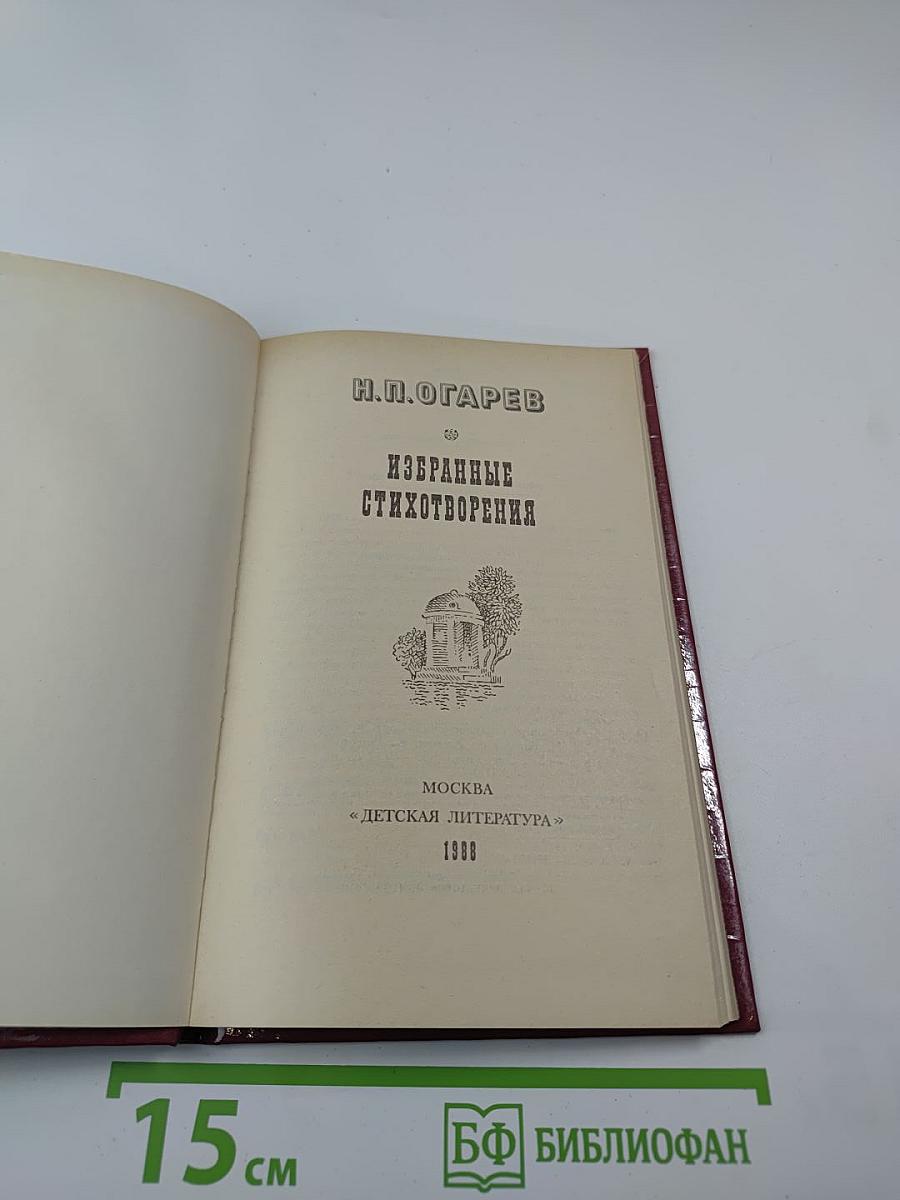 Н.П.ОГАРЕВ
ИЗБРАННЫЕ
СТИХОТВОРЕНИЯ
МОСКВА
«ДЕТСКАЯ ЛИТЕРАТУРА»
1988
15 см
БФ БИБЛИОФАН